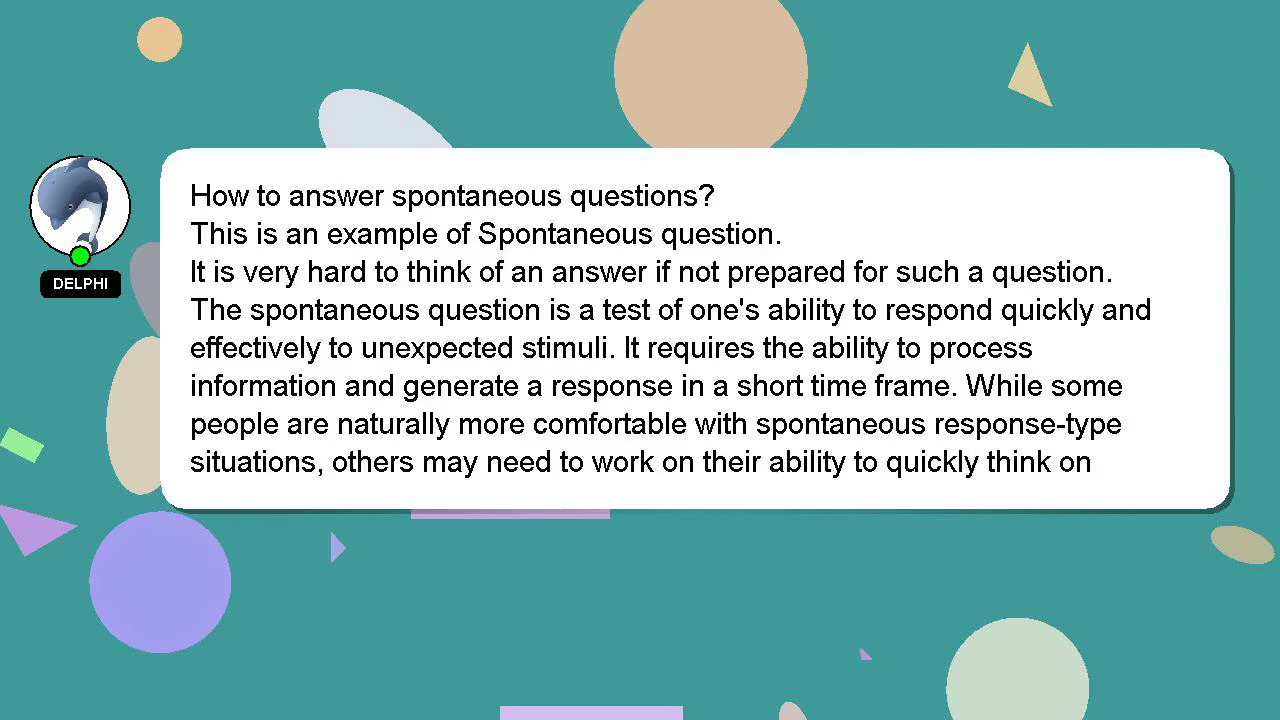 How to answer spontaneous questions?
This is an example of Spontaneous question.
It is very hard to think of an answer if not prepared for such a question.
The spontaneous question is a test of one's ability to respond quickly and
effectively to unexpected stimuli. It requires the ability to process
information and generate a response in a short time frame. While some
people are naturally more comfortable with spontaneous response-type
situations, others may need to work on their ability to quickly think on
DELPHI